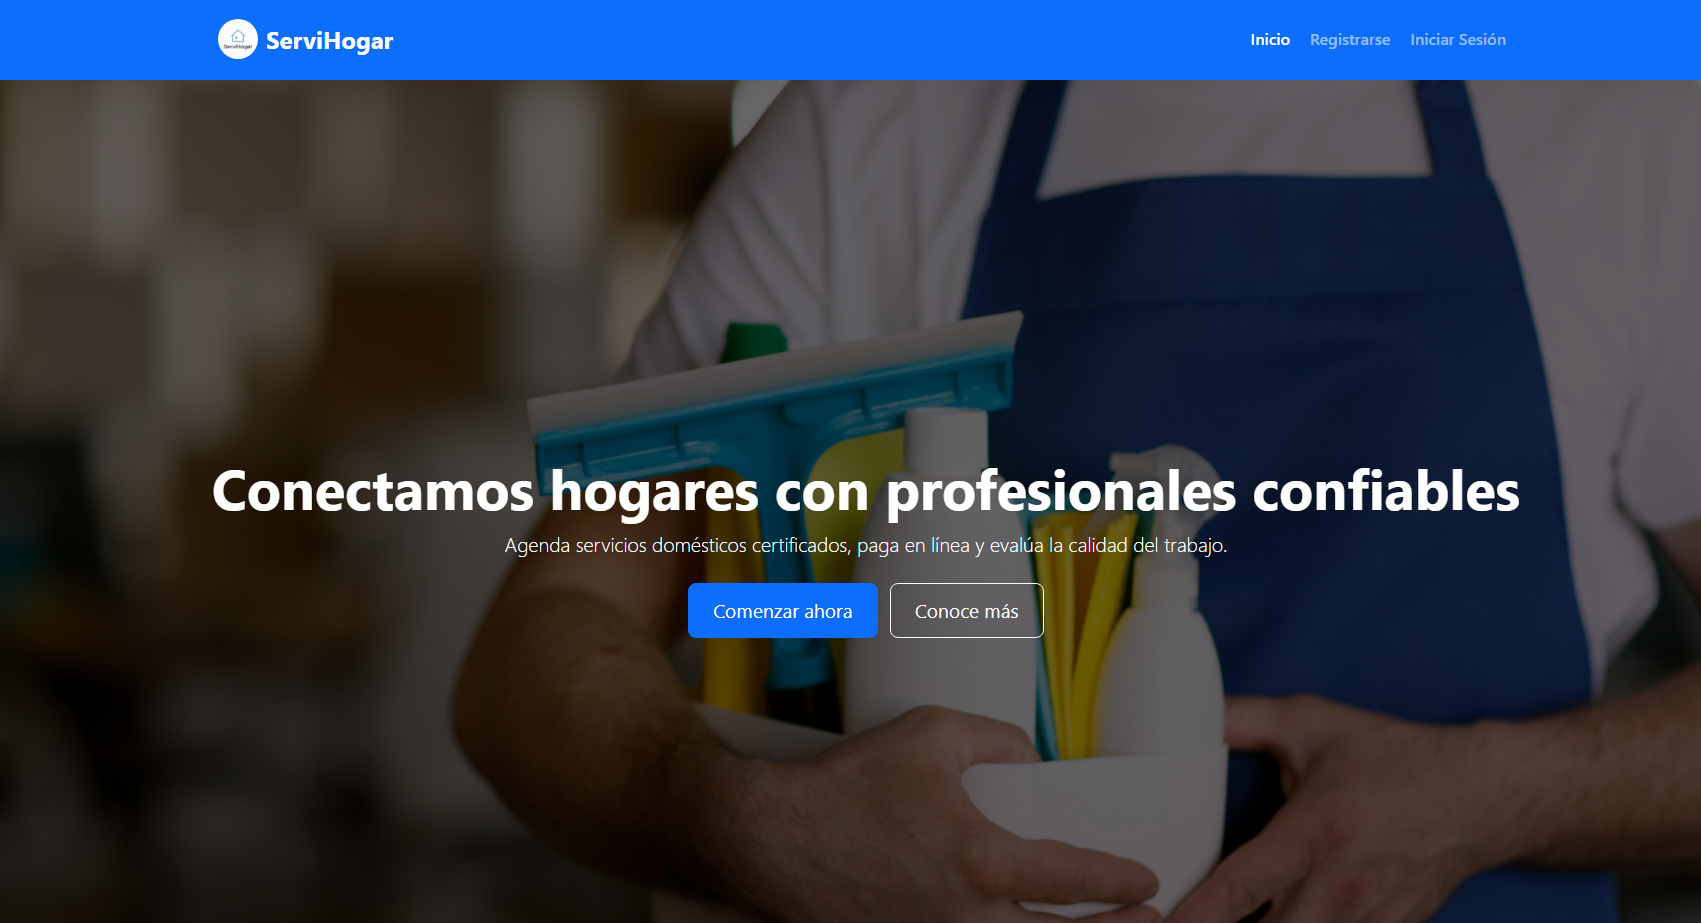 ServiHogar
ServiHogar
Inicio
Registrarse
Iniciar Sesión
Conectamos hogares con profesionales confiables
Agenda servicios domésticos certificados, paga en línea y evalúa la calidad del trabajo.
Comenzar ahora
Conoce más